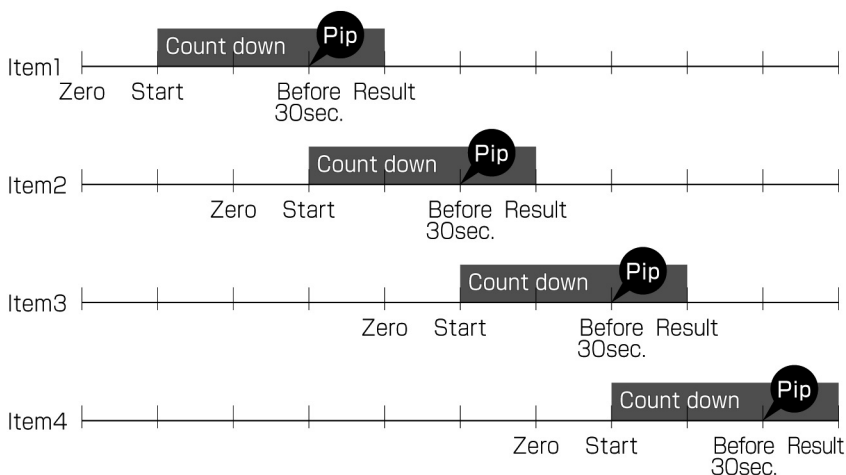 Count down Pip
Item1
Zero Start Before Result
30sec.
Count down Pip
Item2
Zero Start Before Result
30sec.
Count down Pip
Item3
Zero Start Before Result
30sec.
Count down Pip
Item4
Zero Start Before Result
30sec.